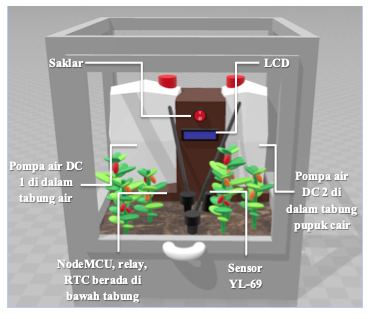 Saklar
LCD
Pompa air DC
1 di dalam
tabung air
Pompa air
DC 2 di
dalam tabung
pupuk cair
NodeMCU, relay,
RTC berada di
bawah tabung
Sensor
YL-69